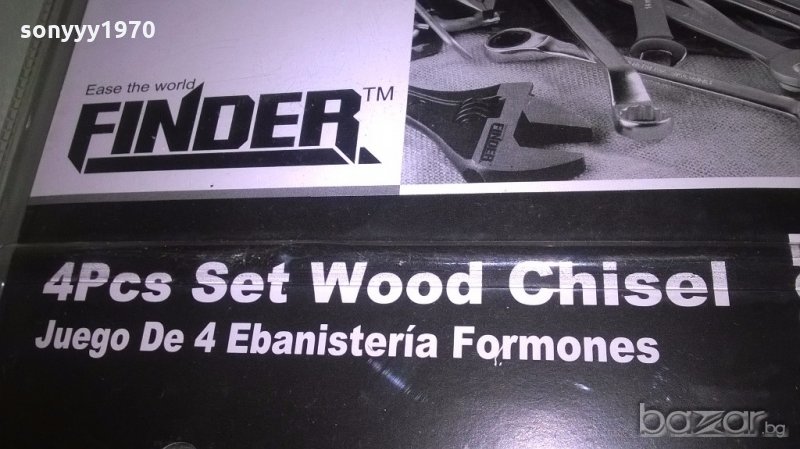 sonyyy1970
Ease the world
FINDER™
FINDER
4Pcs Set Wood Chisel
Juego De 4 Ebanistería Formones
bazar.bg